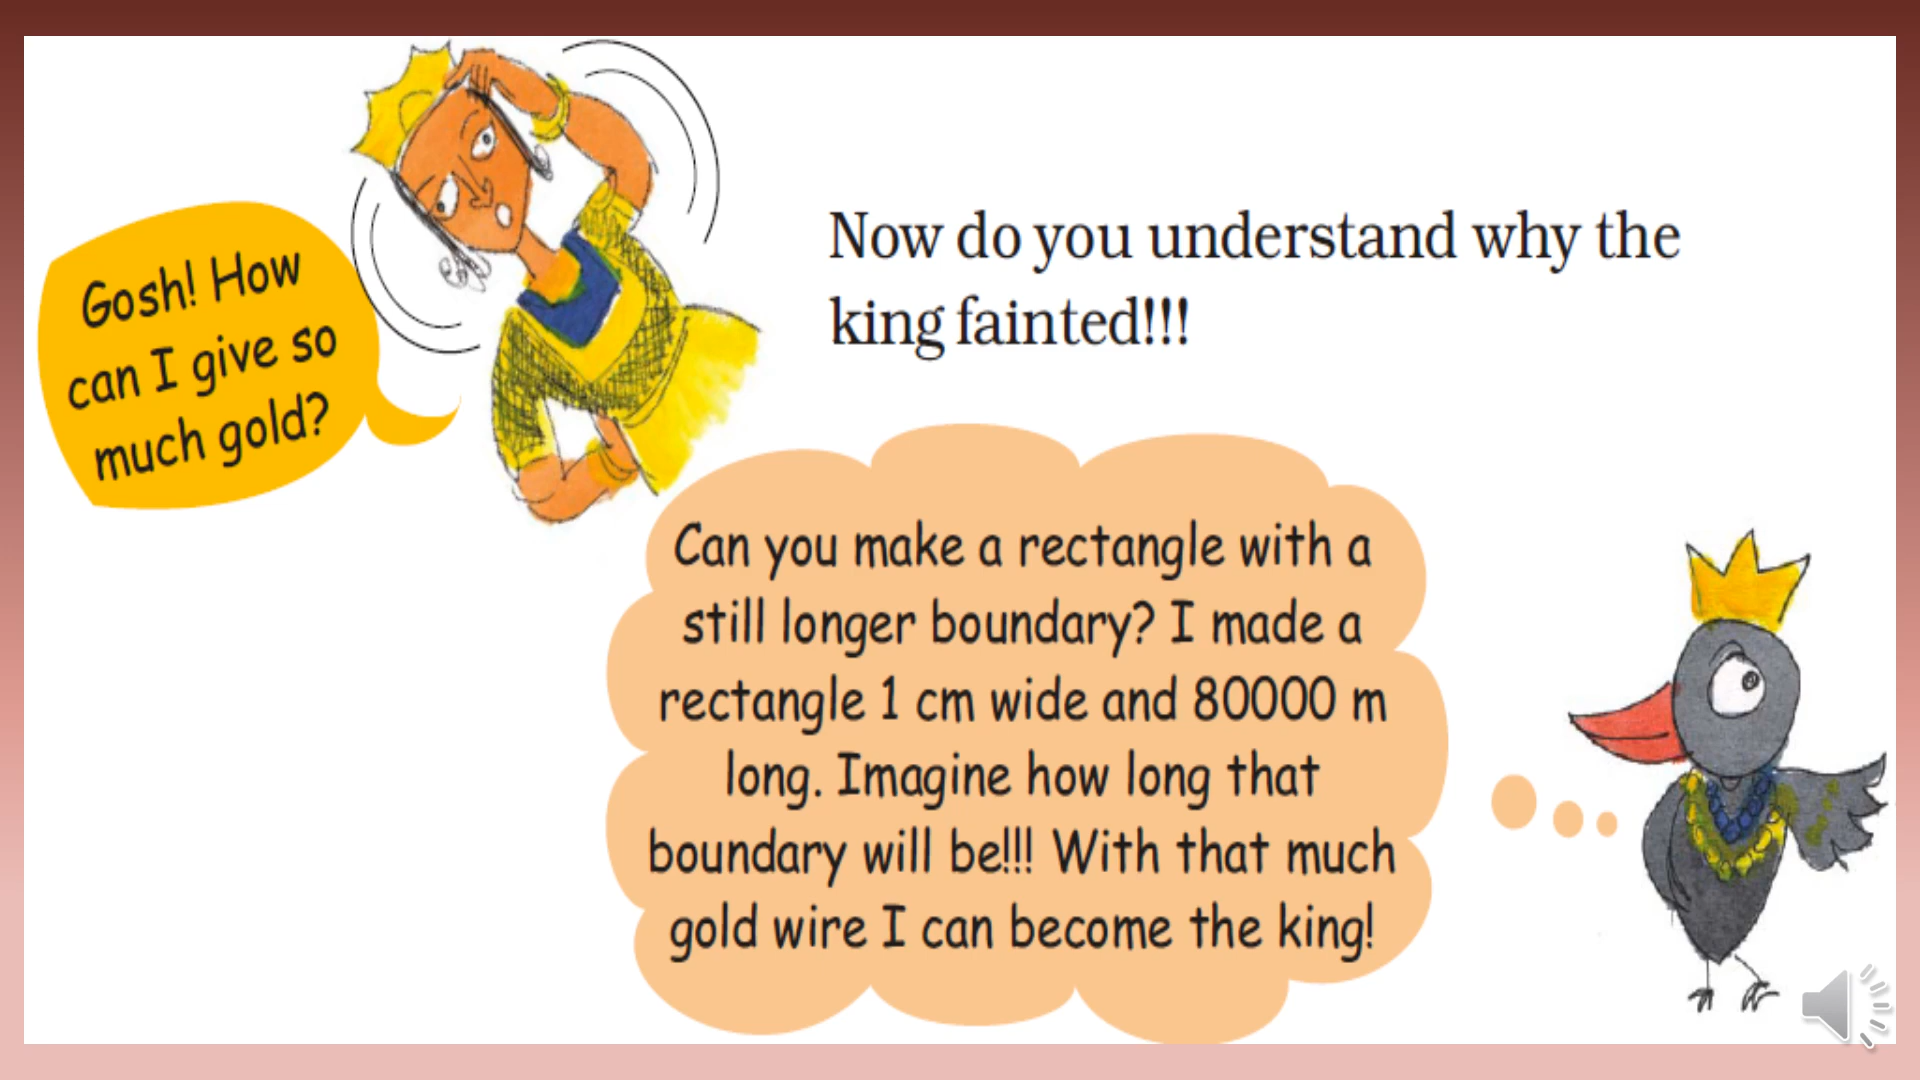 Gosh! How
can I give so
much gold?
Now do you understand why the
king fainted!!!
Can you make a rectangle with a
still longer boundary? I made a
rectangle 1 cm wide and 80000 m
long. Imagine how long that
boundary will be!!! With that much
gold wire I can become the king!